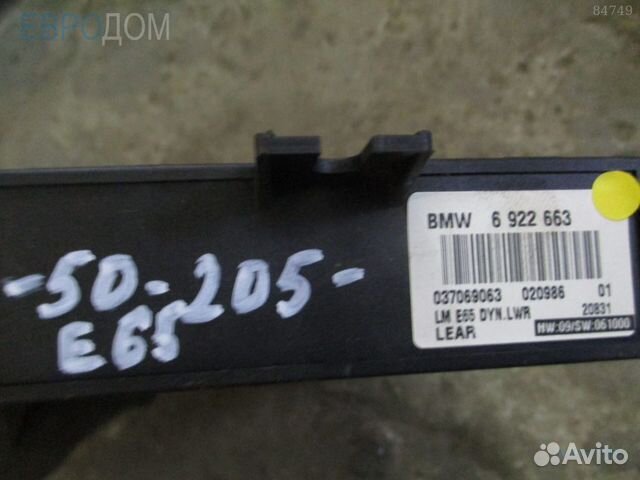 ЕВРОДОМ
84749
BMW 6 922 663
037069063 020986 01
LM E65 DYN.LWR 20831
LEAR HW:09/SW:061000
-50-205-
E65
Avito